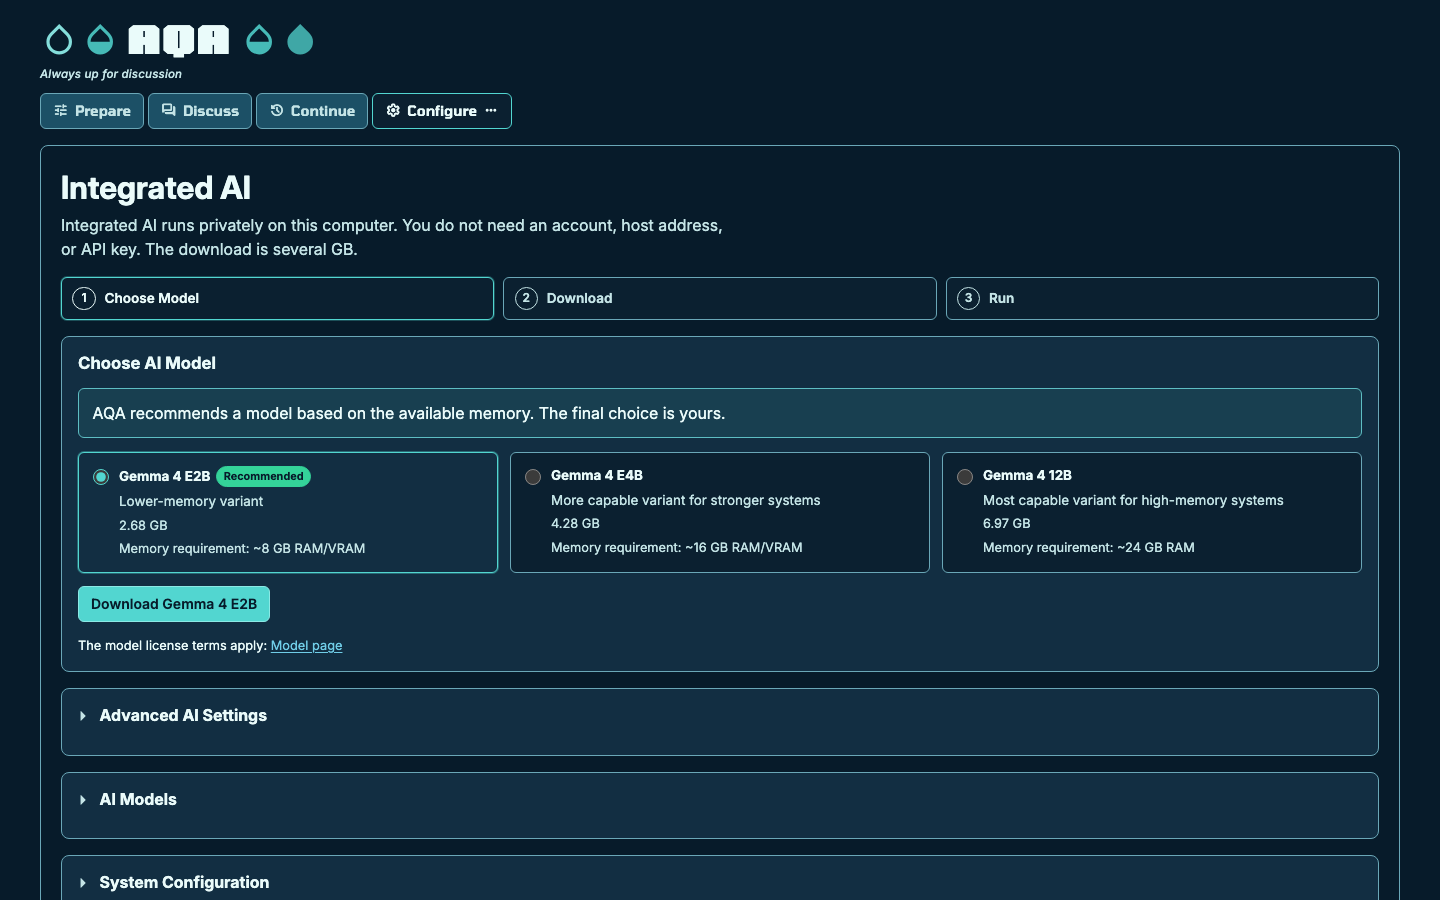 AQA
Always up for discussion
Prepare
Discuss
Continue
Configure ···
Integrated AI
Integrated AI runs privately on this computer. You do not need an account, host address,
or API key. The download is several GB.
1 Choose Model
2 Download
3 Run
Choose AI Model
AQA recommends a model based on the available memory. The final choice is yours.
Gemma 4 E2B Recommended
Lower-memory variant
2.68 GB
Memory requirement: ~8 GB RAM/VRAM
Gemma 4 E4B
More capable variant for stronger systems
4.28 GB
Memory requirement: ~16 GB RAM/VRAM
Gemma 4 12B
Most capable variant for high-memory systems
6.97 GB
Memory requirement: ~24 GB RAM
Download Gemma 4 E2B
The model license terms apply: Model page
Advanced AI Settings
AI Models
System Configuration